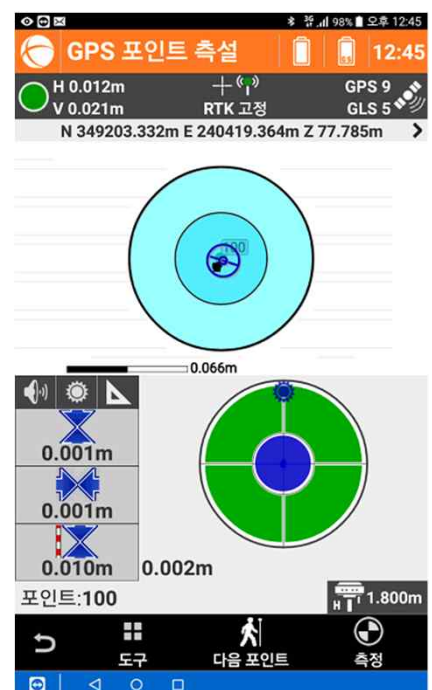 98% 오후 12:45
GPS 포인트 측설 12:45
H 0.012m GPS 9
V 0.021m RTK 고정 GLS 5
N 349203.332m E 240419.364m Z 77.785m
100
0.066m
0.001m
0.001m
0.010m 0.002m
포인트:100
H 1.800m
도구 다음 포인트 측정